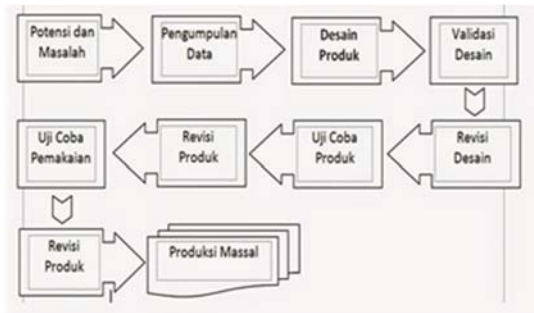 Potensi dan
Masalah
Pengumpulan
Data
Desain
Produk
Validasi
Desain
Uji Coba
Pemakaian
Revisi
Produk
Uji Coba
Produk
Revisi
Desain
Revisi
Produk
Produksi Massal